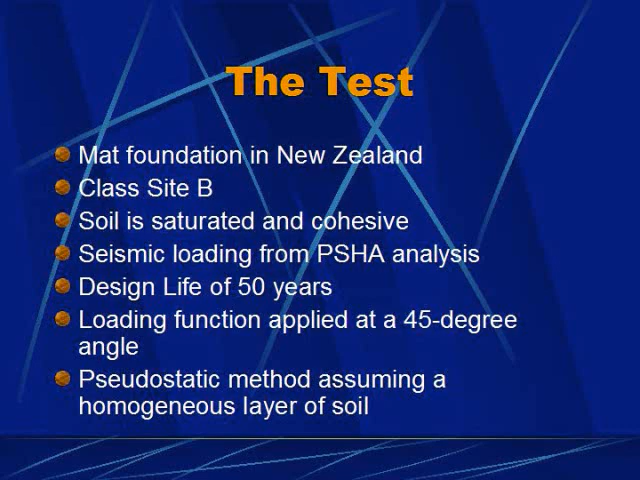 The Test
Mat foundation in New Zealand
Class Site B
Soil is saturated and cohesive
Seismic loading from PSHA analysis
Design Life of 50 years
Loading function applied at a 45-degree
angle
Pseudostatic method assuming a
homogeneous layer of soil